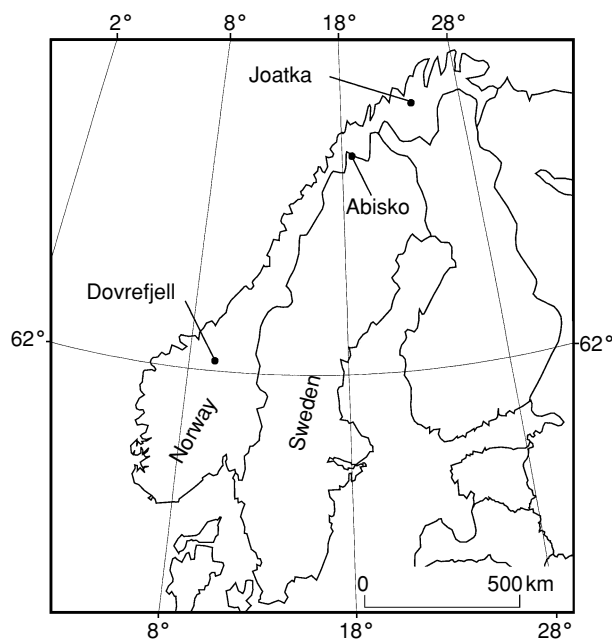 2° 8° 18° 28°
Joatka
Abisko
Dovrefjell
62° 62°
Norway
Sweden
0 500 km
8° 18° 28°